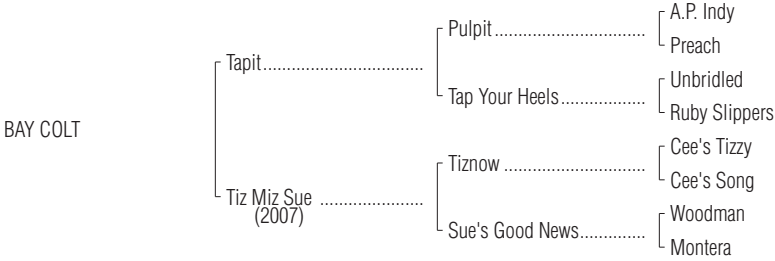 A.P. Indy
Pulpit..............................
Preach
Tapit................................
Unbridled
Tap Your Heels.................
Ruby Slippers
BAY COLT
Cee's Tizzy
Tiznow ............................
Cee's Song
Tiz Miz Sue .....................
(2007)
Woodman
Sue's Good News.............
Montera